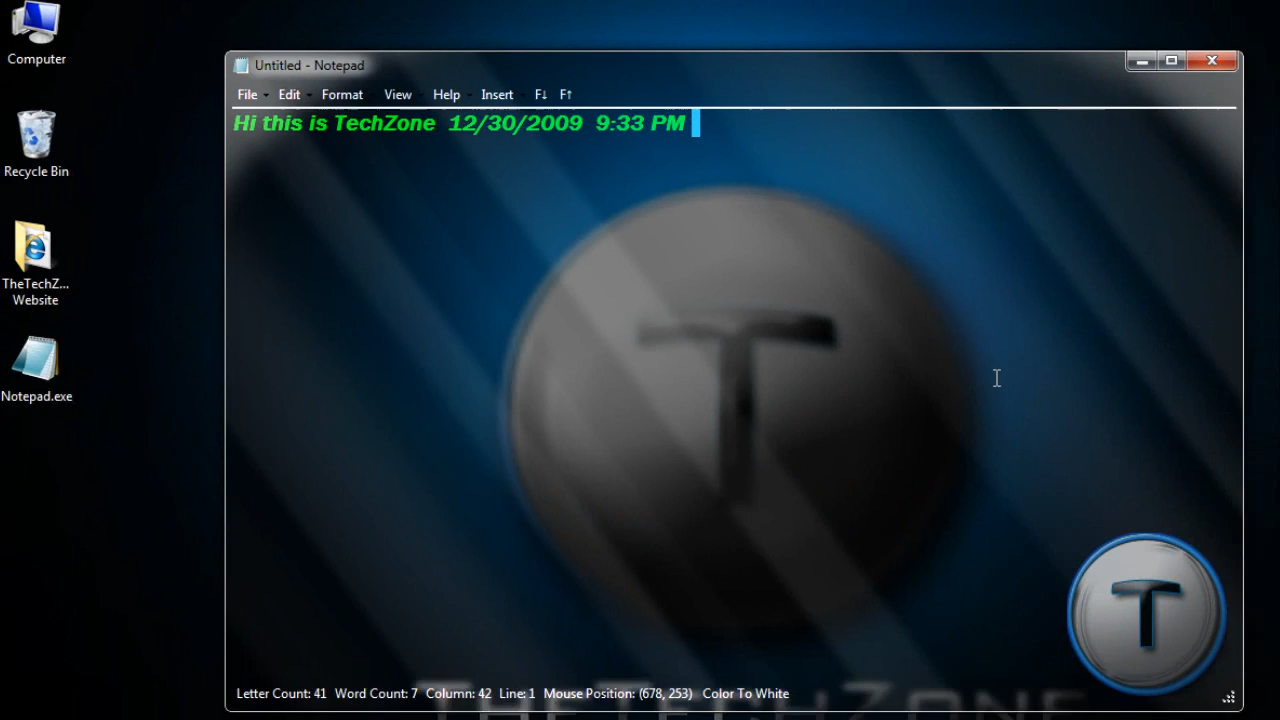 Computer
Recycle Bin
TheTechZ...
Website
Notepad.exe
Untitled - Notepad
File Edit Format View Help Insert F↓ F↑
Hi this is TechZone 12/30/2009 9:33 PM
T
T
Letter Count: 41 Word Count: 7 Column: 42 Line: 1 Mouse Position: (678, 253) Color To White
THETECHZONE